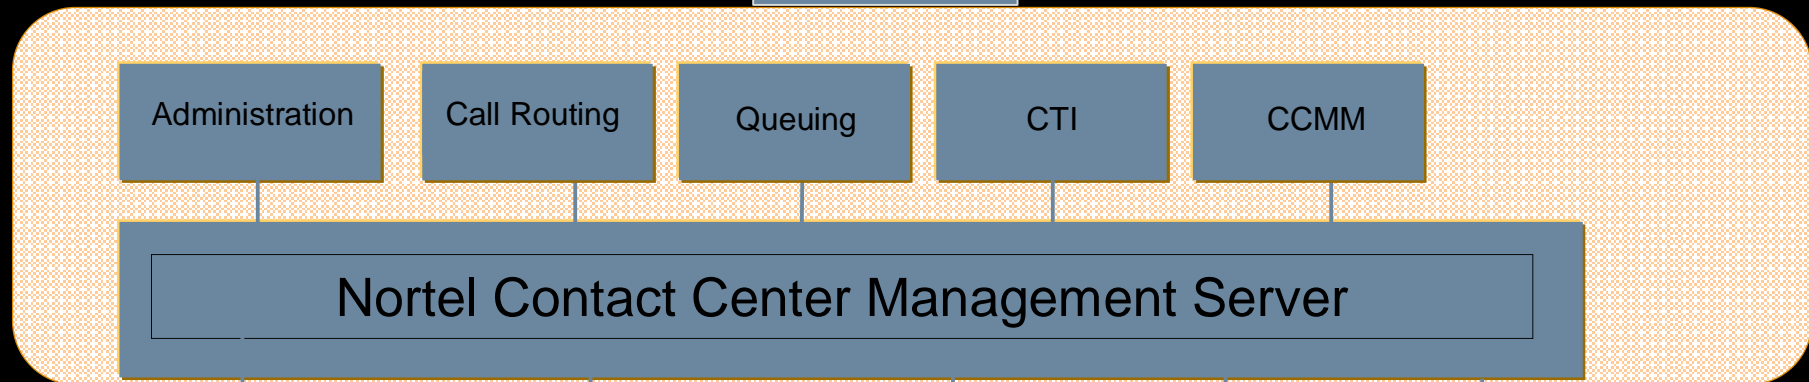 Administration
Call Routing
Queuing
CTI
CCMM
Nortel Contact Center Management Server